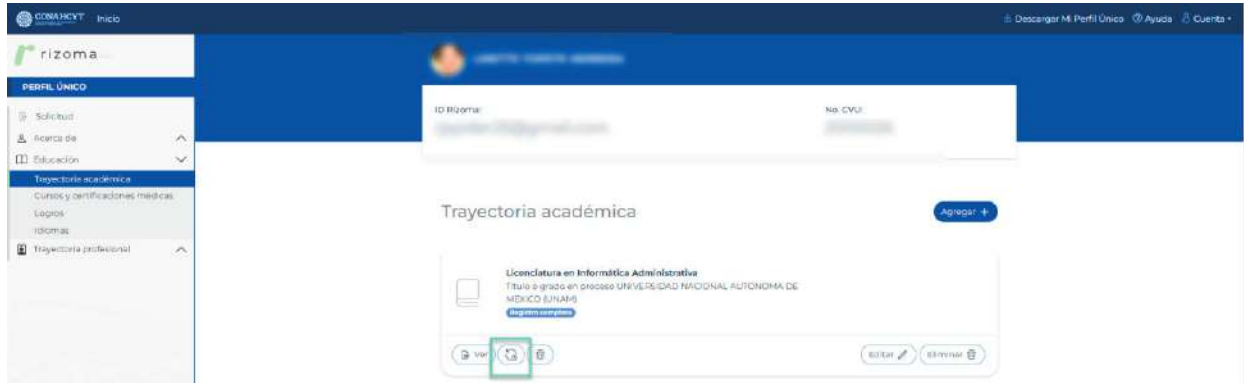 CONAHCYT Inicio
Descargar Mi Perfil Único Ayuda Cuenta
rizoma
PERFIL ÚNICO
Solicitud
Acerca de
Educación
Trayectoria académica
Cursos y certificaciones médicas
Logros
Idiomas
Trayectoria profesional
ID Rizoma:
No. CVU:
Trayectoria académica
Agregar +
Licenciatura en Informática Administrativa
Título o grado en proceso UNIVERSIDAD NACIONAL AUTONOMA DE
MEXICO (UNAM)
Registro completo
Ver
Editar
Eliminar